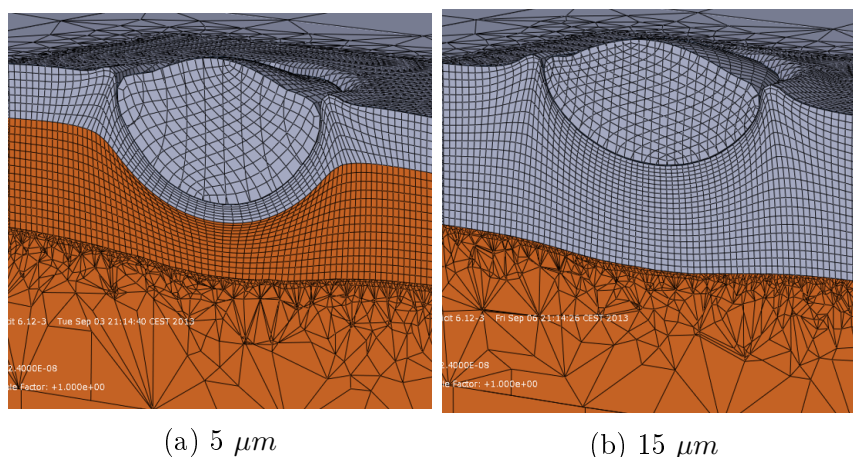 ot 6.12-3 Tue Sep 03 21:14:40 CEST 2013
2.4000E-08
le Factor: +1.000e+00
(a) 5 μm
ot 6.12-3 Fri Sep 06 21:14:26 CEST 2013
2.4000E-08
ale Factor: +1.000e+00
(b) 15 μm